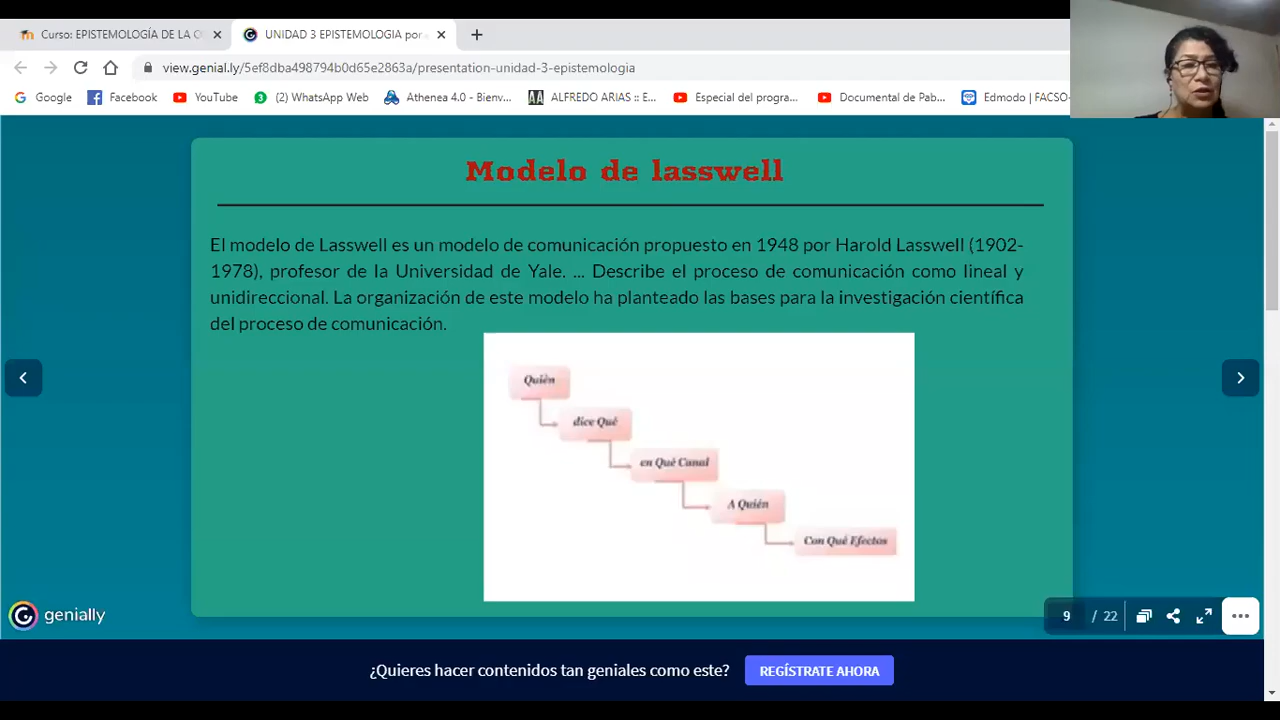 Curso: EPISTEMOLOGÍA DE LA C
UNIDAD 3 EPISTEMOLOGIA por
view.genial.ly/5ef8dba498794b0d65e2863a/presentation-unidad-3-epistemologia
Google
Facebook
YouTube
(2) WhatsApp Web
Athenea 4.0 - Bienv...
ALFREDO ARIAS :: E...
Especial del progra...
Documental de Pab...
Edmodo | FACSO-
Modelo de lasswell
El modelo de Lasswell es un modelo de comunicación propuesto en 1948 por Harold Lasswell (1902-
1978), profesor de la Universidad de Yale. ... Describe el proceso de comunicación como lineal y
unidireccional. La organización de este modelo ha planteado las bases para la investigación científica
del proceso de comunicación.
Quién
dice Qué
en Qué Canal
A Quién
Con Qué Efectos
genially
9 / 22
¿Quieres hacer contenidos tan geniales como este?
REGÍSTRATE AHORA